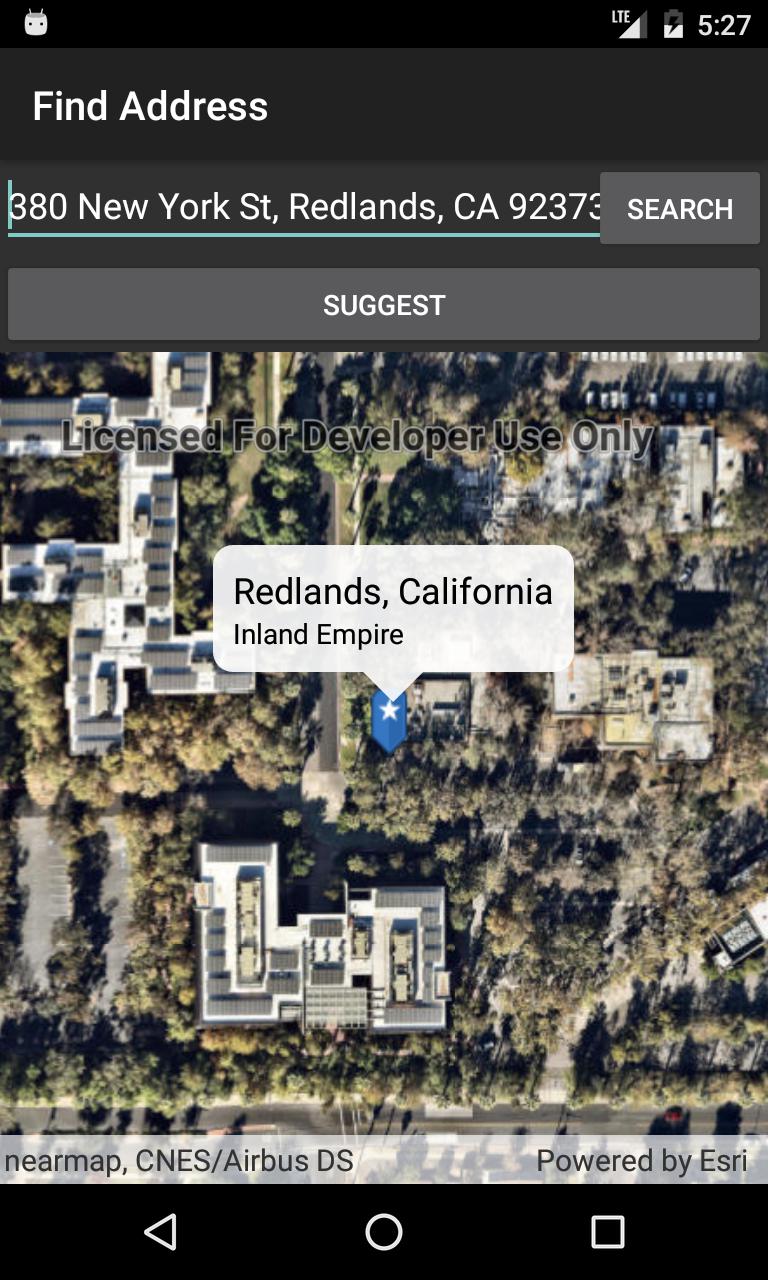 LTE 5:27
Find Address
380 New York St, Redlands, CA 92373
SEARCH
SUGGEST
Licensed For Developer Use Only
Redlands, California
Inland Empire
nearmap, CNES/Airbus DS
Powered by Esri